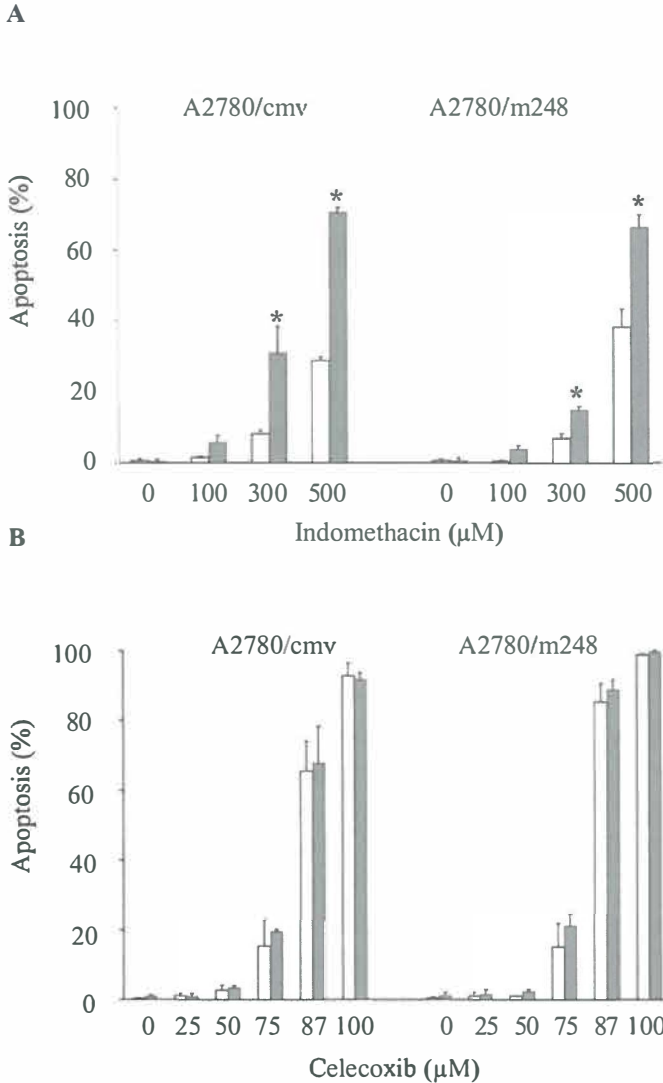 A
A2780/cmv A2780/m248
100
80
60
40
20
0
Apoptosis (%)
* * * *
0 100 300 500 0 100 300 500
Indomethacin (µM)
B
A2780/cmv A2780/m248
100
80
60
40
20
0
Apoptosis (%)
0 25 50 75 87 100 0 25 50 75 87 100
Celecoxib (µM)